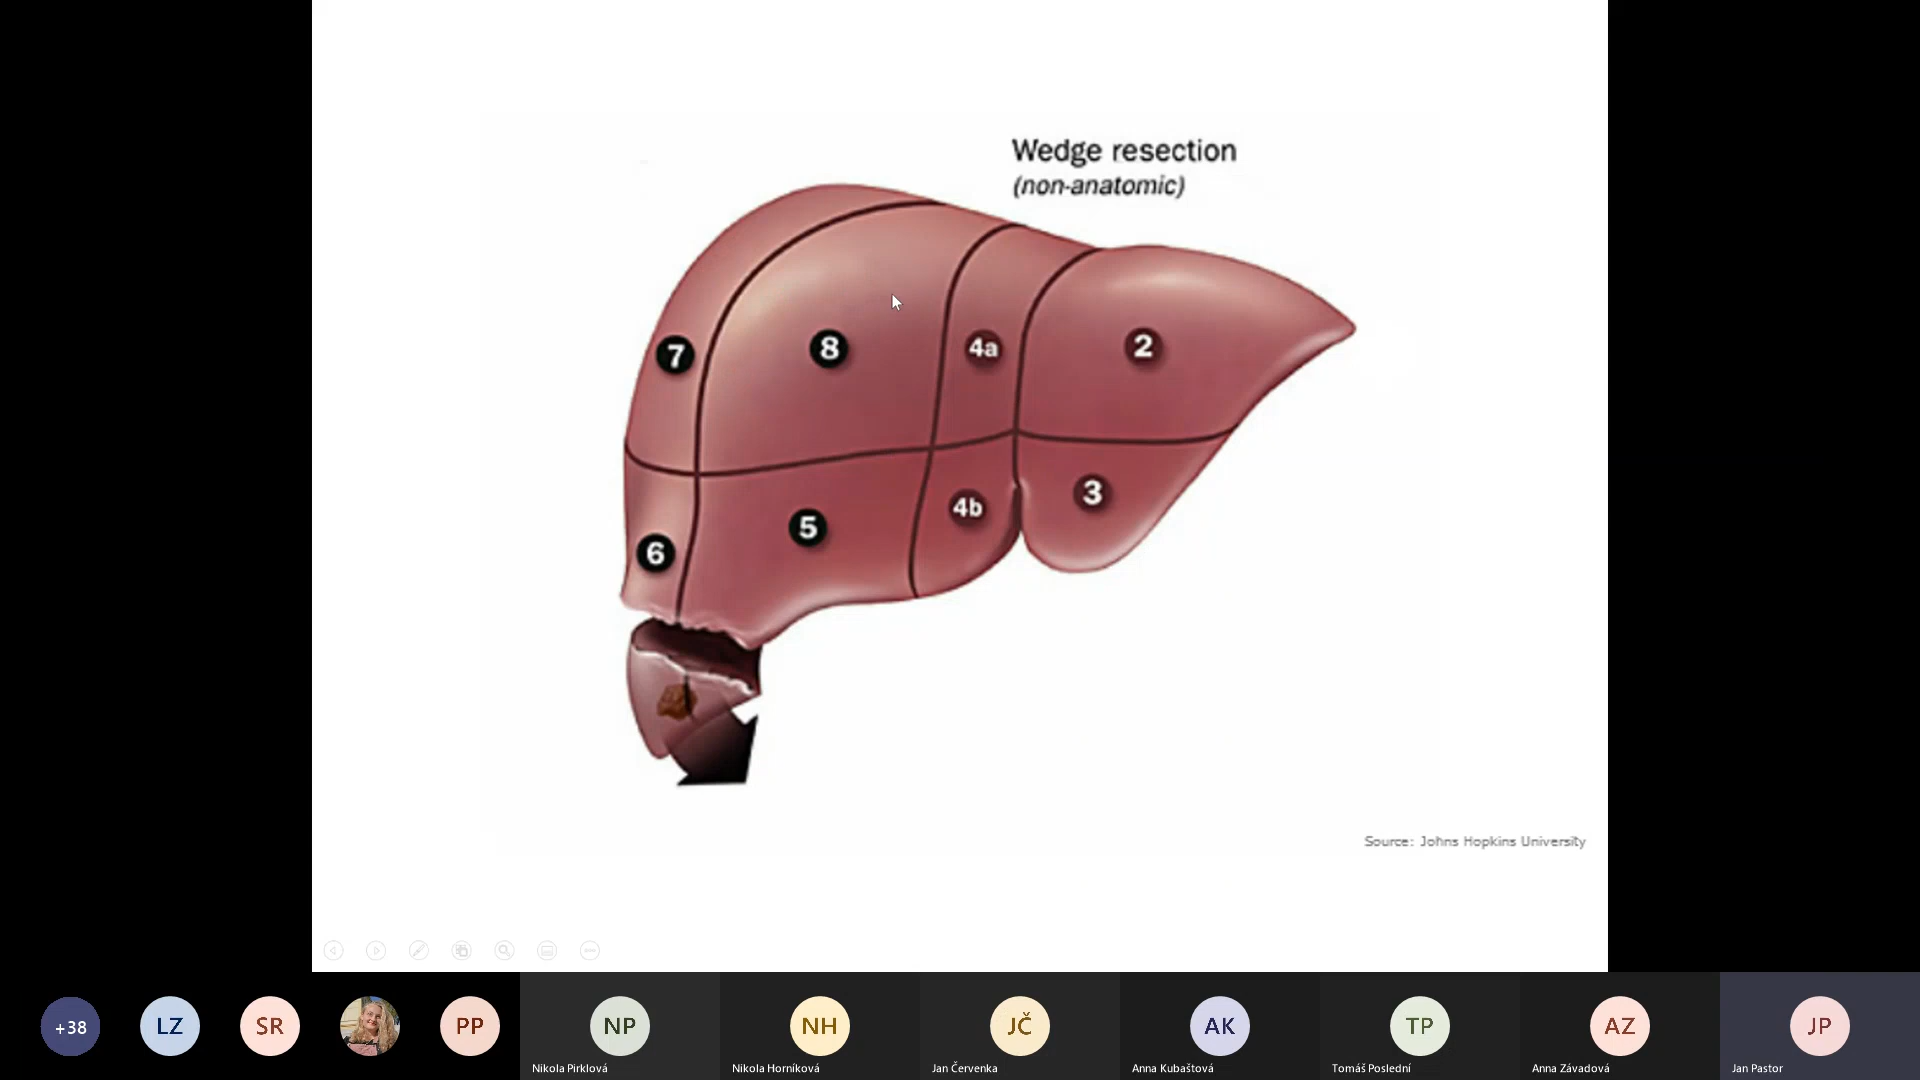 Wedge resection
(non-anatomic)
7
8
4a
2
6
5
4b
3
Source: Johns Hopkins University
+38
LZ
SR
PP
NP
NH
JČ
AK
TP
AZ
JP
Nikola Pirklová
Nikola Horníková
Jan Červenka
Anna Kubaštová
Tomáš Poslední
Anna Závadová
Jan Pastor